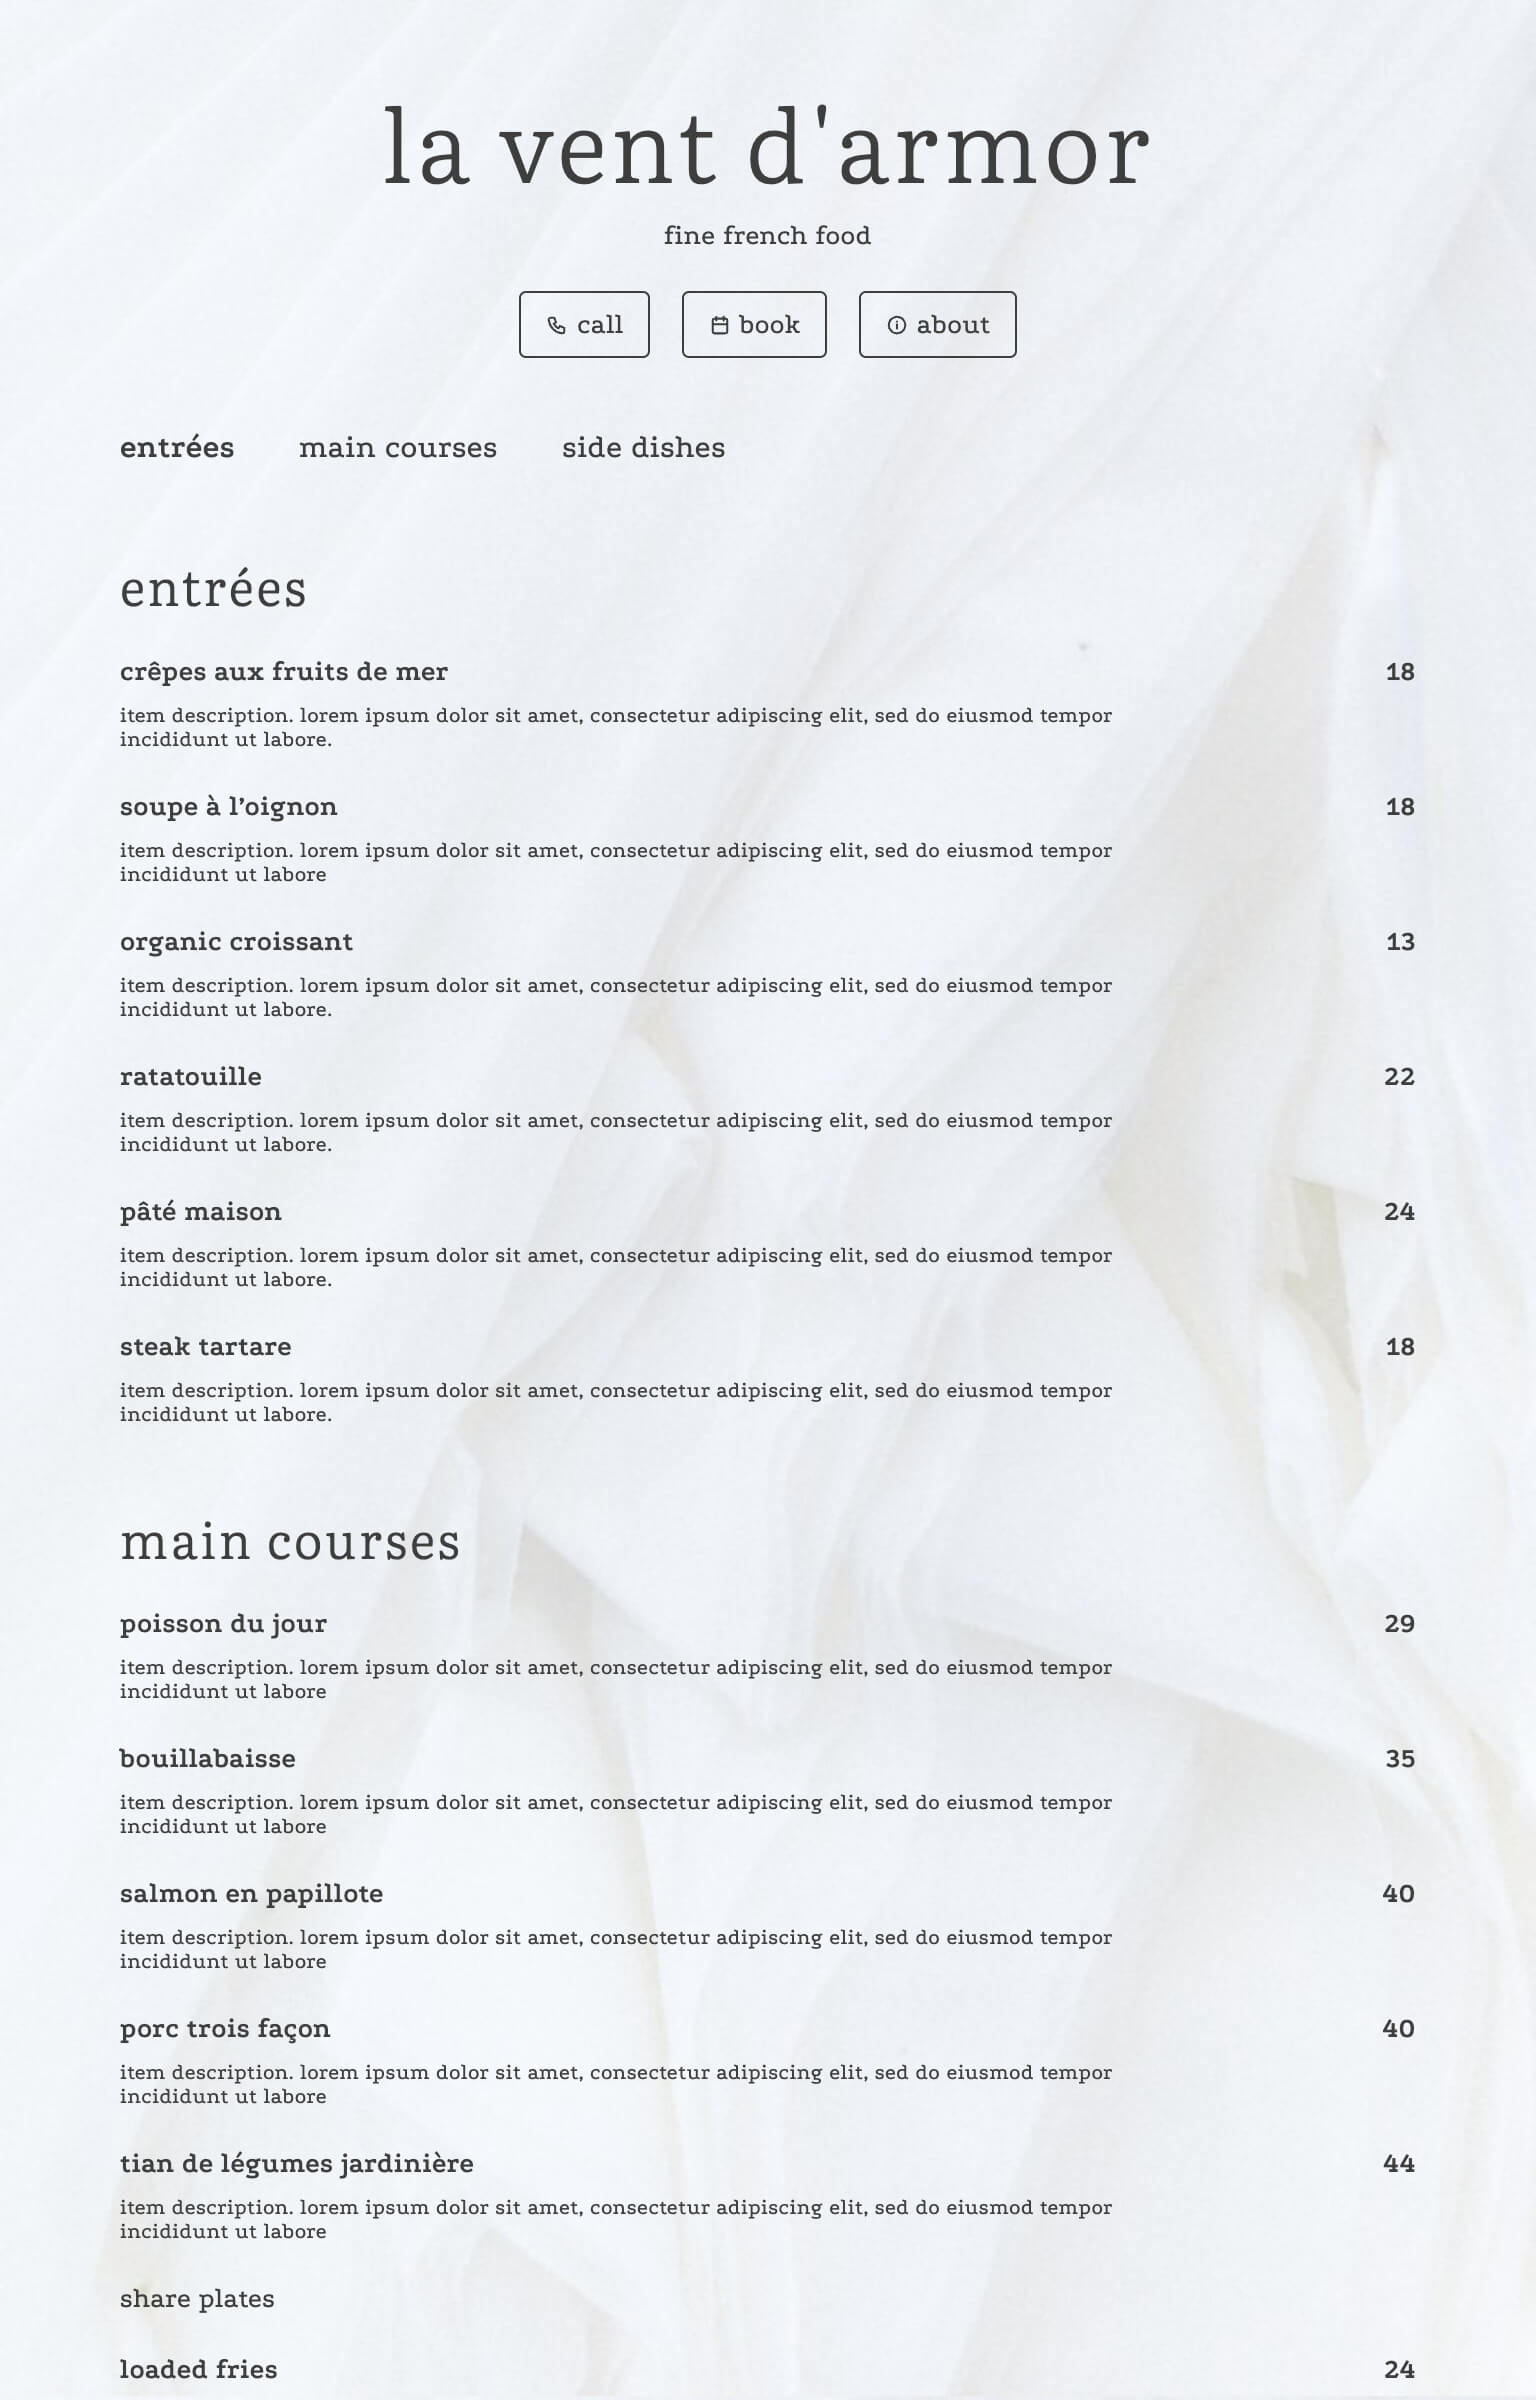 la vent d'armor
fine french food
call
book
about
entrées
main courses
side dishes
entrées
crêpes aux fruits de mer 18
item description. lorem ipsum dolor sit amet, consectetur adipiscing elit, sed do eiusmod tempor
incididunt ut labore.
soupe à l’oignon 18
item description. lorem ipsum dolor sit amet, consectetur adipiscing elit, sed do eiusmod tempor
incididunt ut labore
organic croissant 13
item description. lorem ipsum dolor sit amet, consectetur adipiscing elit, sed do eiusmod tempor
incididunt ut labore.
ratatouille 22
item description. lorem ipsum dolor sit amet, consectetur adipiscing elit, sed do eiusmod tempor
incididunt ut labore.
pâté maison 24
item description. lorem ipsum dolor sit amet, consectetur adipiscing elit, sed do eiusmod tempor
incididunt ut labore.
steak tartare 18
item description. lorem ipsum dolor sit amet, consectetur adipiscing elit, sed do eiusmod tempor
incididunt ut labore.
main courses
poisson du jour 29
item description. lorem ipsum dolor sit amet, consectetur adipiscing elit, sed do eiusmod tempor
incididunt ut labore
bouillabaisse 35
item description. lorem ipsum dolor sit amet, consectetur adipiscing elit, sed do eiusmod tempor
incididunt ut labore
salmon en papillote 40
item description. lorem ipsum dolor sit amet, consectetur adipiscing elit, sed do eiusmod tempor
incididunt ut labore
porc trois façon 40
item description. lorem ipsum dolor sit amet, consectetur adipiscing elit, sed do eiusmod tempor
incididunt ut labore
tian de légumes jardinière 44
item description. lorem ipsum dolor sit amet, consectetur adipiscing elit, sed do eiusmod tempor
incididunt ut labore
share plates
loaded fries 24